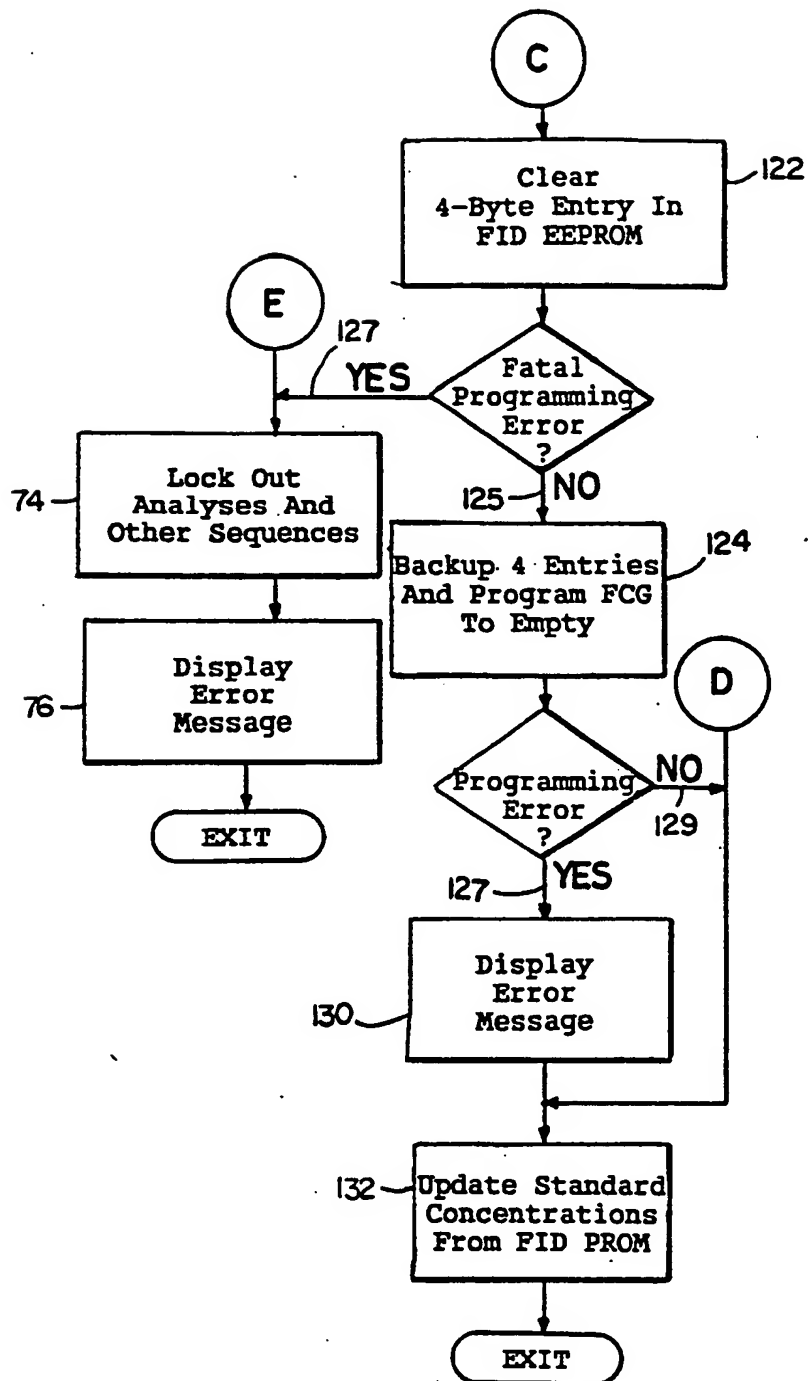 C
122
Clear
4-Byte Entry In
FID EEPROM
E
127
YES
Fatal
Programming
Error
?
74
Lock Out
Analyses And
Other Sequences
125
NO
124
Backup 4 Entries
And Program FCG
To Empty
76
Display
Error
Message
D
EXIT
Programming
Error
?
NO
129
127
YES
130
Display
Error
Message
132
Update Standard
Concentrations
From FID PROM
EXIT